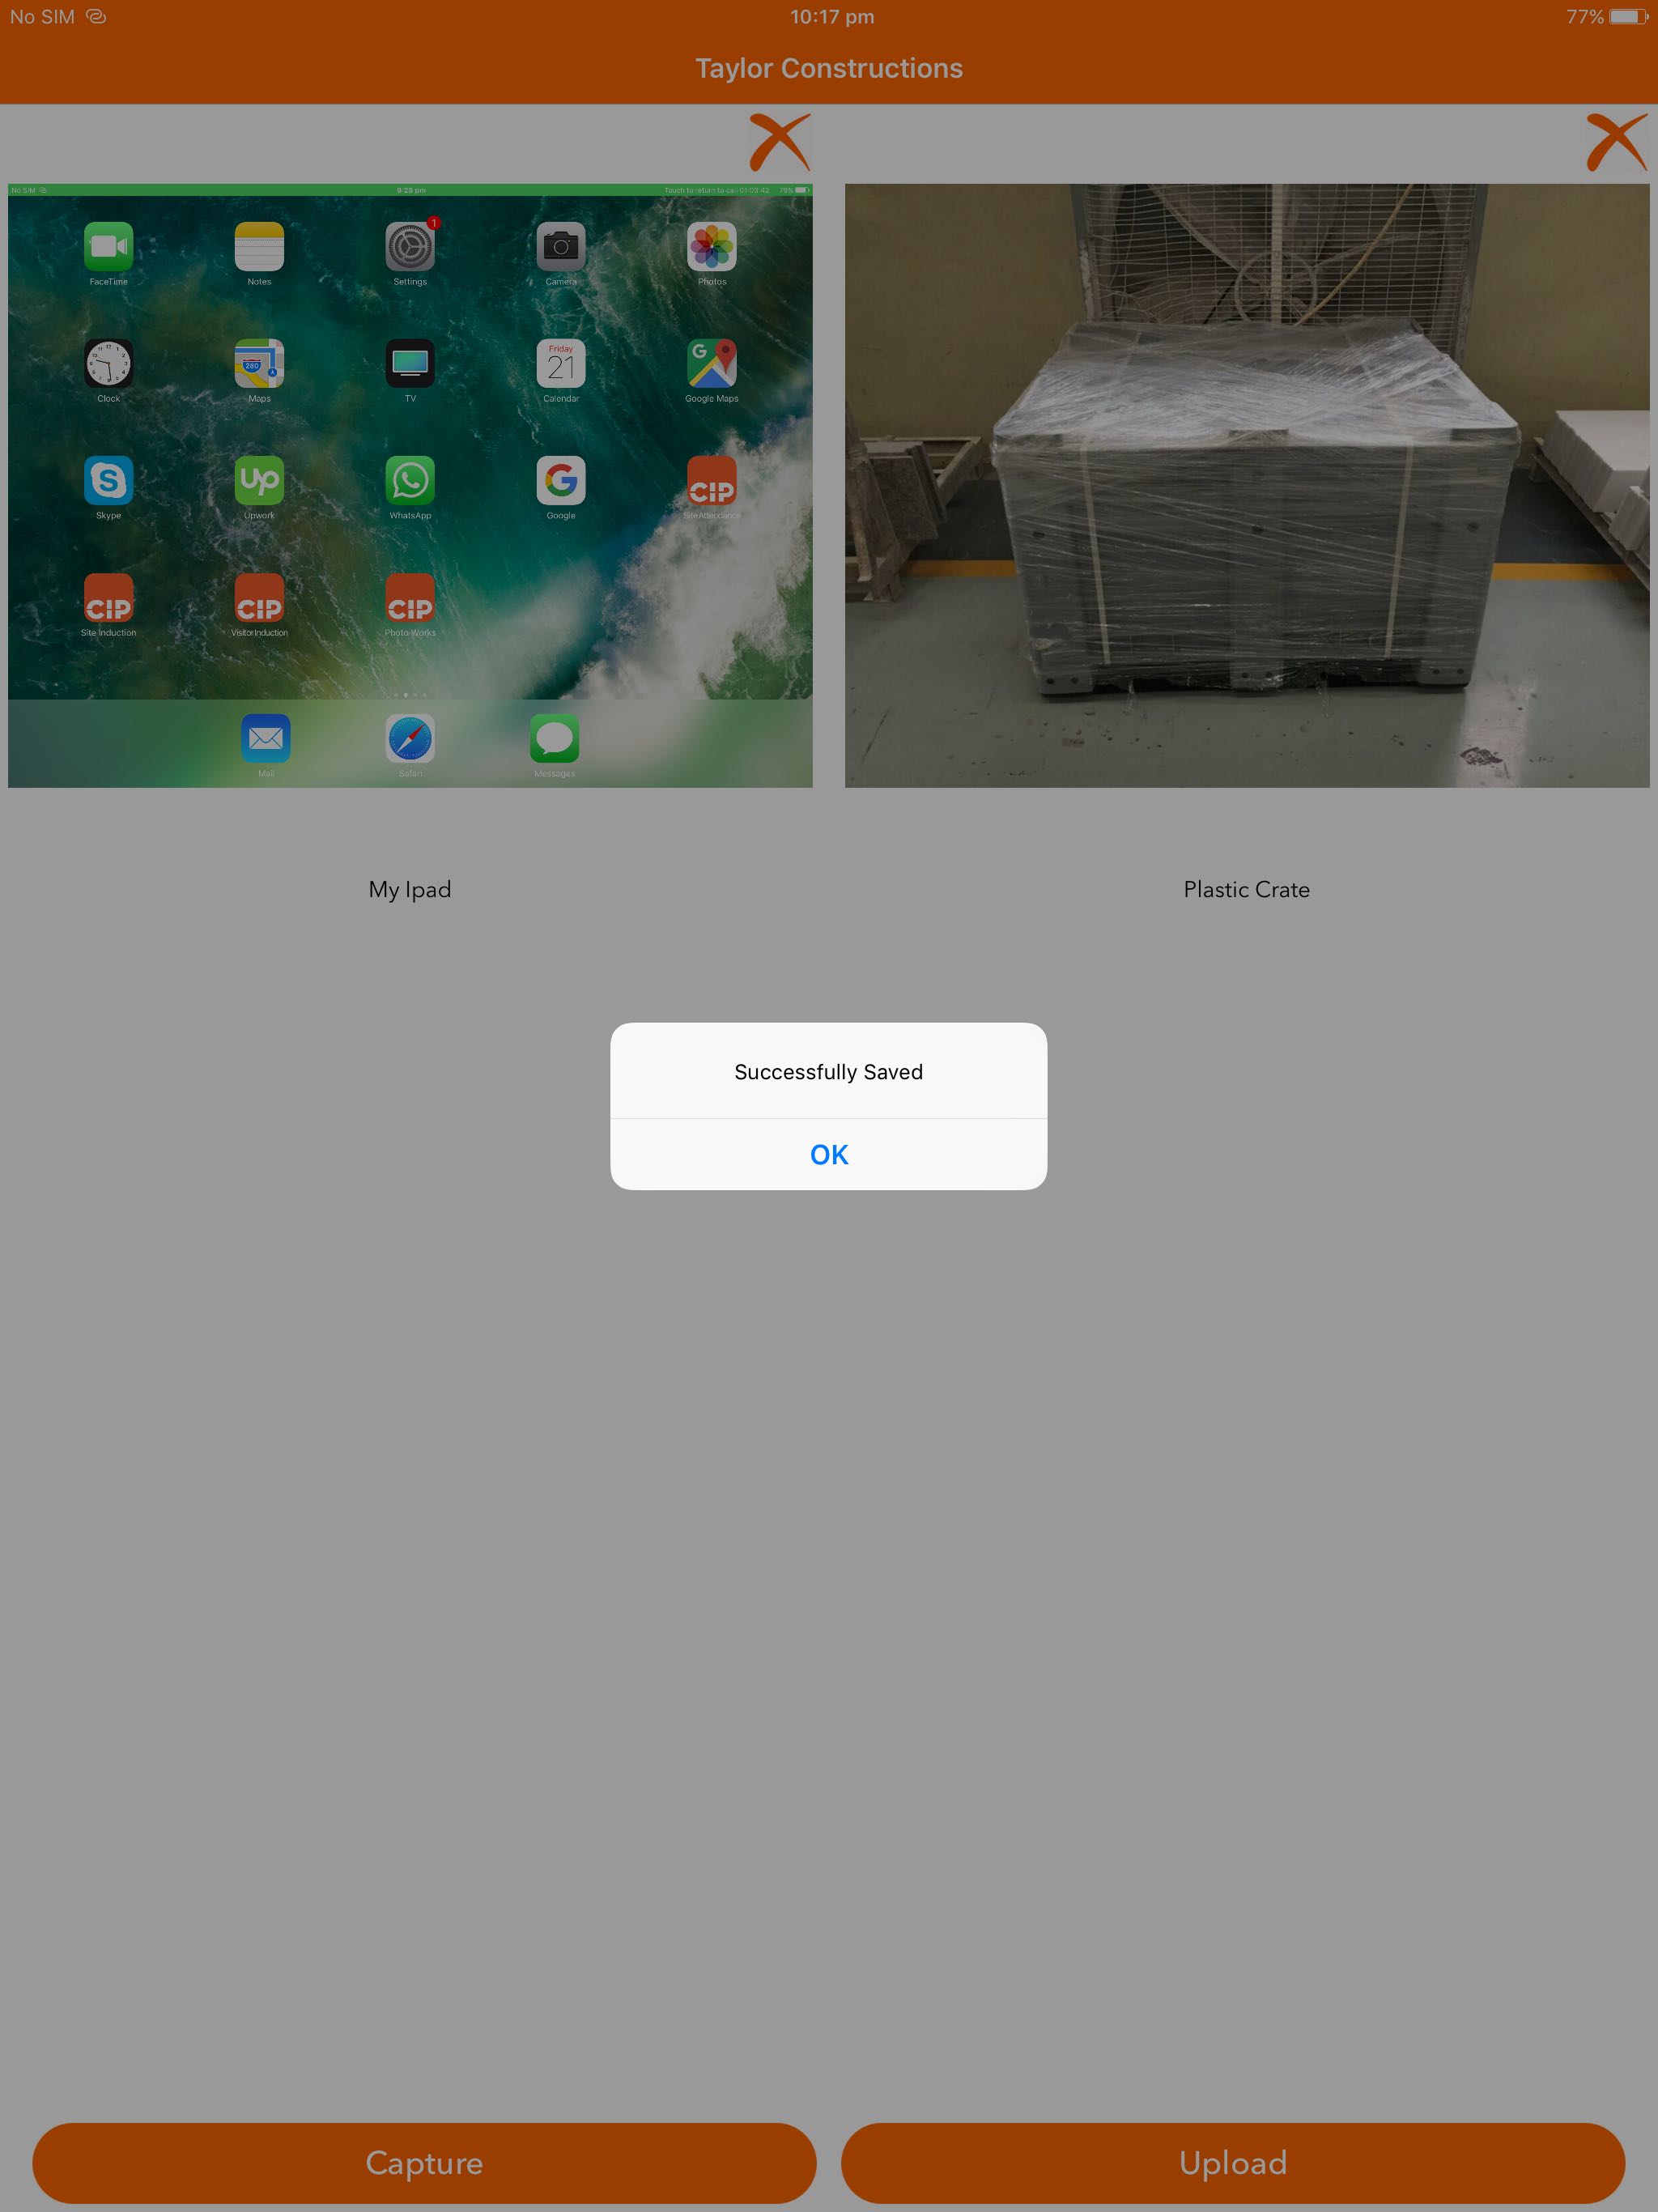 No SIM 10:17 pm 77%
Taylor Constructions
No SIM 9:28 pm Touch to return to call 01:03:42 79%
FaceTime Notes Settings Camera Photos
1
Friday
21
280
G
Clock Maps TV Calendar Google Maps
S Up G CIP
Skype Upwork WhatsApp Google SiteAttendance
CIP CIP CIP
Site Induction VisitorInduction Photo Works
Mail Safari Messages
My Ipad Plastic Crate
Successfully Saved
OK
Capture Upload